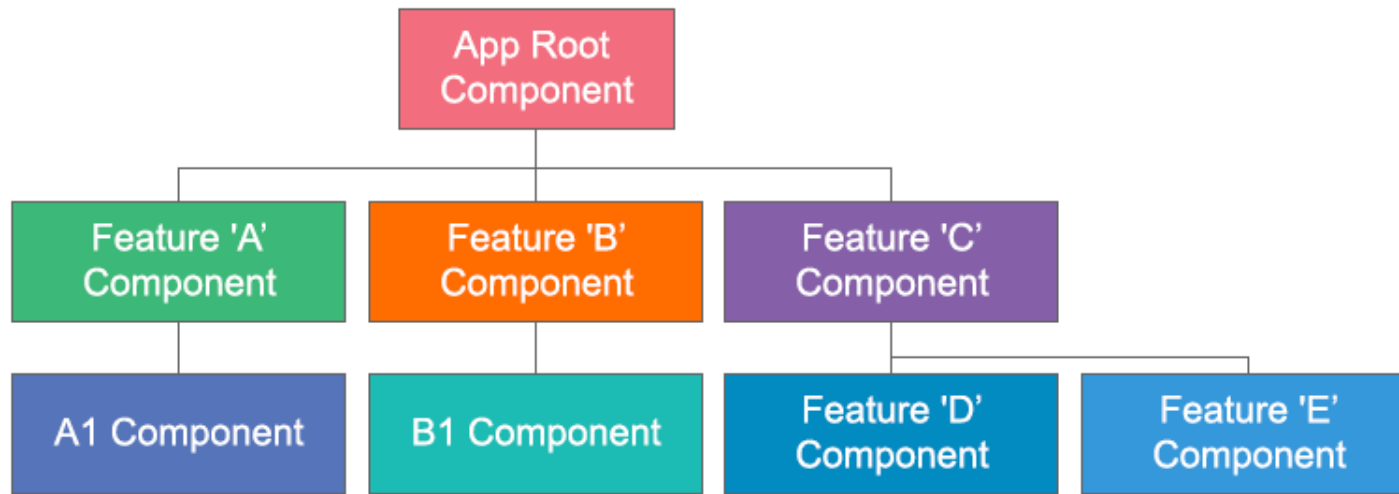 App Root
Component
Feature 'A’
Component
Feature 'B’
Component
Feature 'C’
Component
A1 Component
B1 Component
Feature 'D’
Component
Feature 'E’
Component